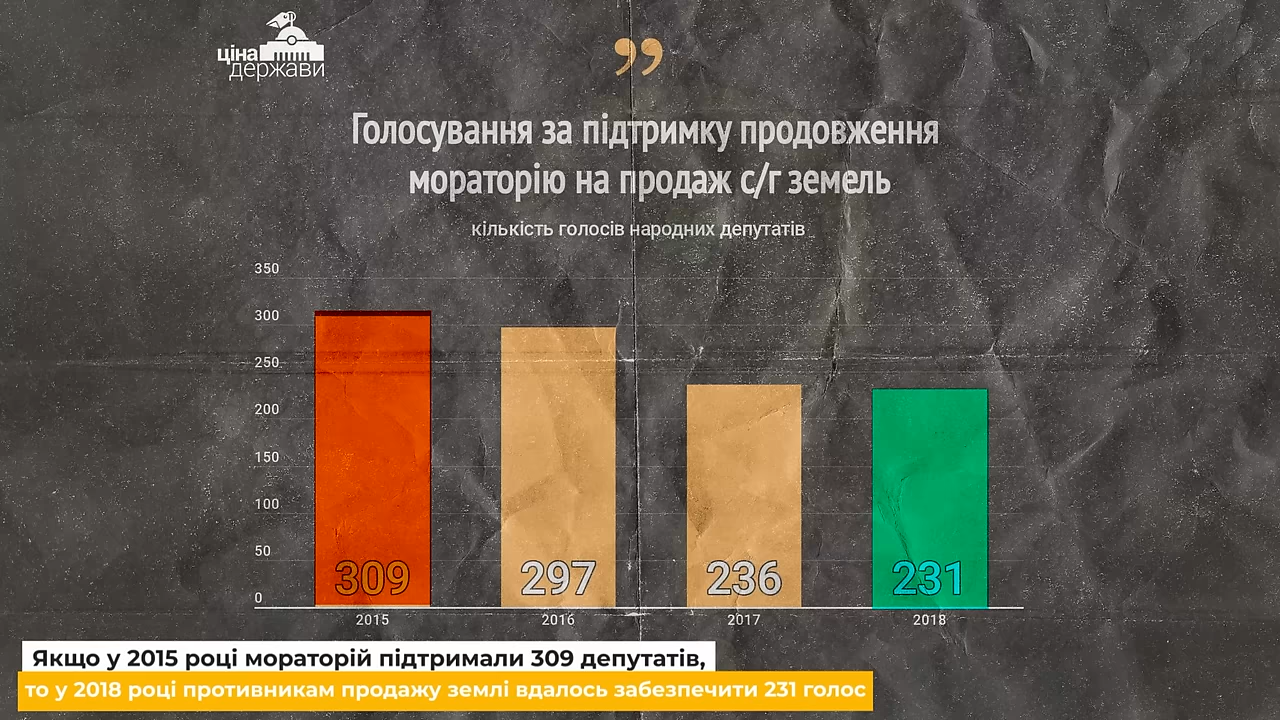 ціна
держави
”
Голосування за підтримку продовження
мораторію на продаж с/г земель
кількість голосів народних депутатів
350
300
250
200
150
100
50
0
309
297
236
231
2015
2016
2017
2018
Якщо у 2015 році мораторій підтримали 309 депутатів,
то у 2018 році противникам продажу землі вдалось забезпечити 231 голос